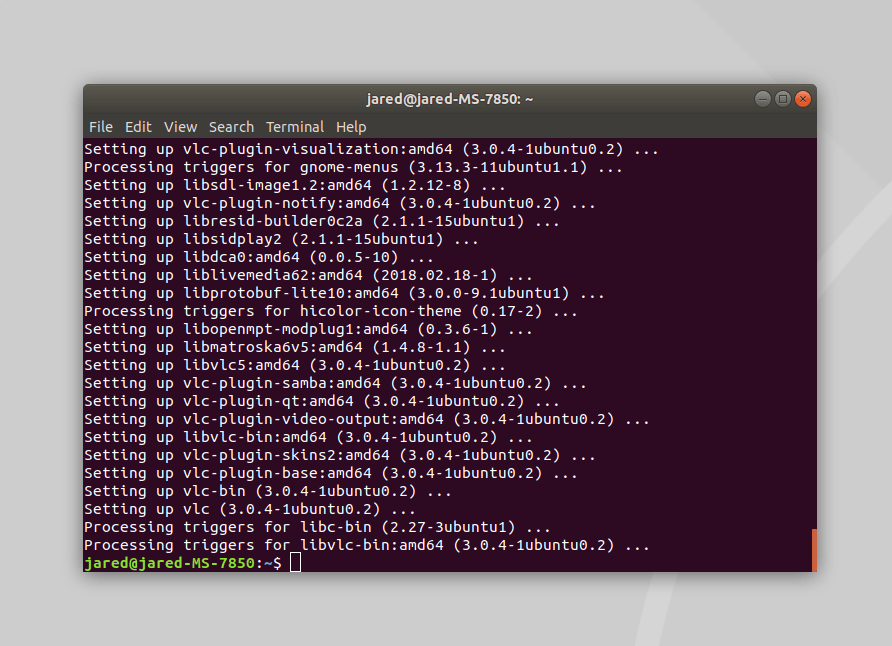 jared@jared-MS-7850: ~
File Edit View Search Terminal Help
Setting up vlc-plugin-visualization:amd64 (3.0.4-1ubuntu0.2) ...
Processing triggers for gnome-menus (3.13.3-11ubuntu1.1) ...
Setting up libsdl-image1.2:amd64 (1.2.12-8) ...
Setting up vlc-plugin-notify:amd64 (3.0.4-1ubuntu0.2) ...
Setting up libresid-builder0c2a (2.1.1-15ubuntu1) ...
Setting up libsidplay2 (2.1.1-15ubuntu1) ...
Setting up libdca0:amd64 (0.0.5-10) ...
Setting up liblivemedia62:amd64 (2018.02.18-1) ...
Setting up libprotobuf-lite10:amd64 (3.0.0-9.1ubuntu1) ...
Processing triggers for hicolor-icon-theme (0.17-2) ...
Setting up libopenmpt-modplug1:amd64 (0.3.6-1) ...
Setting up libmatroska6v5:amd64 (1.4.8-1.1) ...
Setting up libvlc5:amd64 (3.0.4-1ubuntu0.2) ...
Setting up vlc-plugin-samba:amd64 (3.0.4-1ubuntu0.2) ...
Setting up vlc-plugin-qt:amd64 (3.0.4-1ubuntu0.2) ...
Setting up vlc-plugin-video-output:amd64 (3.0.4-1ubuntu0.2) ...
Setting up libvlc-bin:amd64 (3.0.4-1ubuntu0.2) ...
Setting up vlc-plugin-skins2:amd64 (3.0.4-1ubuntu0.2) ...
Setting up vlc-plugin-base:amd64 (3.0.4-1ubuntu0.2) ...
Setting up vlc-bin (3.0.4-1ubuntu0.2) ...
Setting up vlc (3.0.4-1ubuntu0.2) ...
Processing triggers for libc-bin (2.27-3ubuntu1) ...
Processing triggers for libvlc-bin:amd64 (3.0.4-1ubuntu0.2) ...
jared@jared-MS-7850:~$